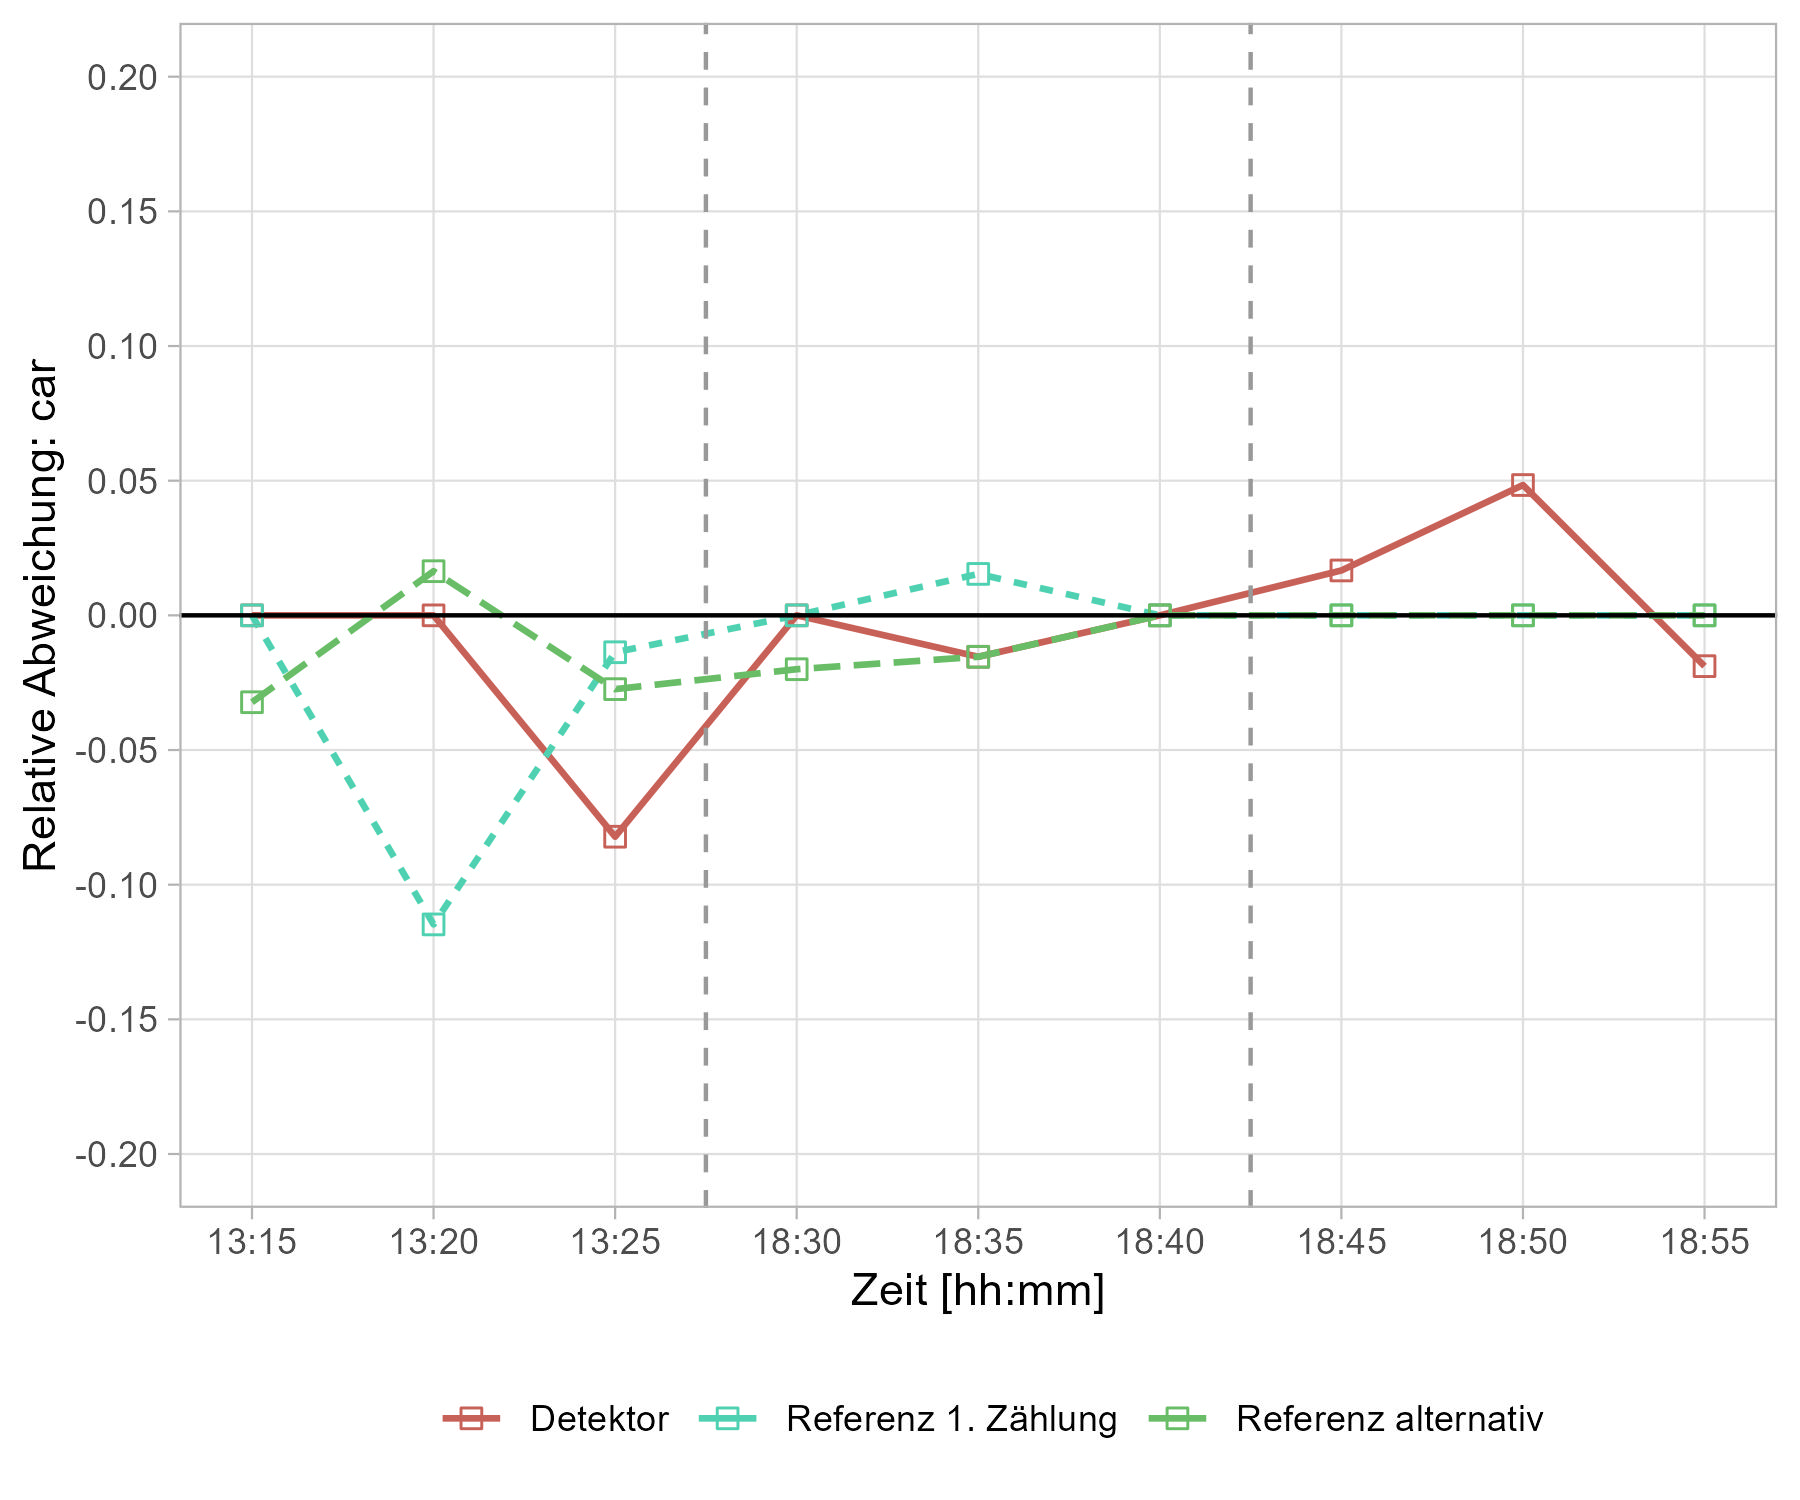 Relative Abweichung: car
0.20
0.15
0.10
0.05
0.00
-0.05
-0.10
-0.15
-0.20
13:15 13:20 13:25 18:30 18:35 18:40 18:45 18:50 18:55
Zeit [hh:mm]
Detektor Referenz 1. Zählung Referenz alternativ